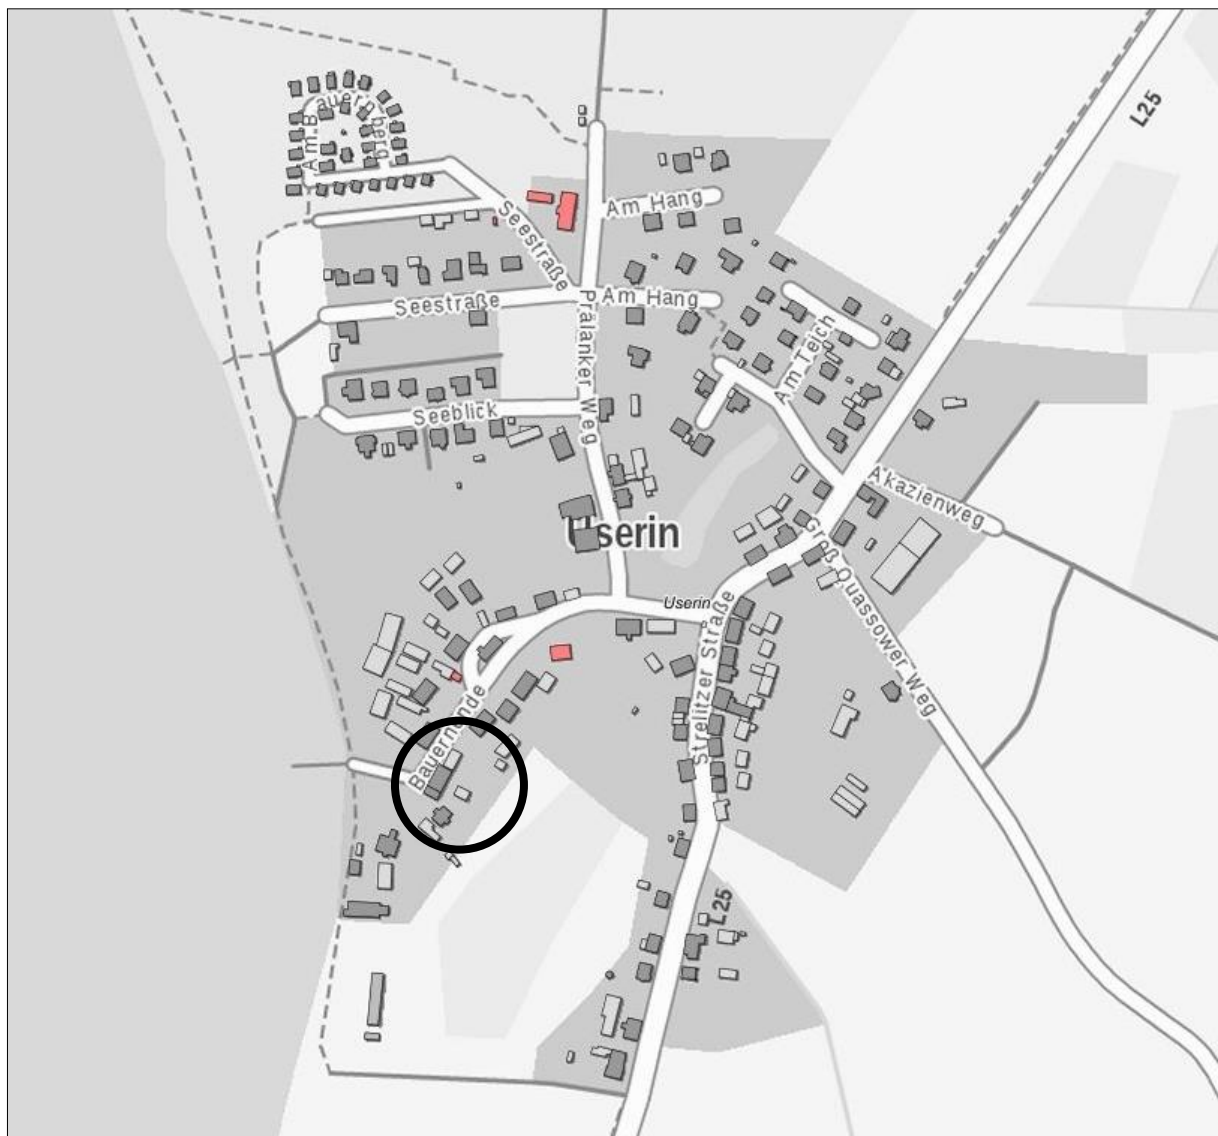 Am Bauernberg
L25
Am Hang
Seestraße
Seestraße
Am Hang
Prälanker Weg
Am Teich
Seeblick
Akazienweg
Userin
Groß Quassower Weg
Userin
Strelitzer Straße
Bauernende
L25